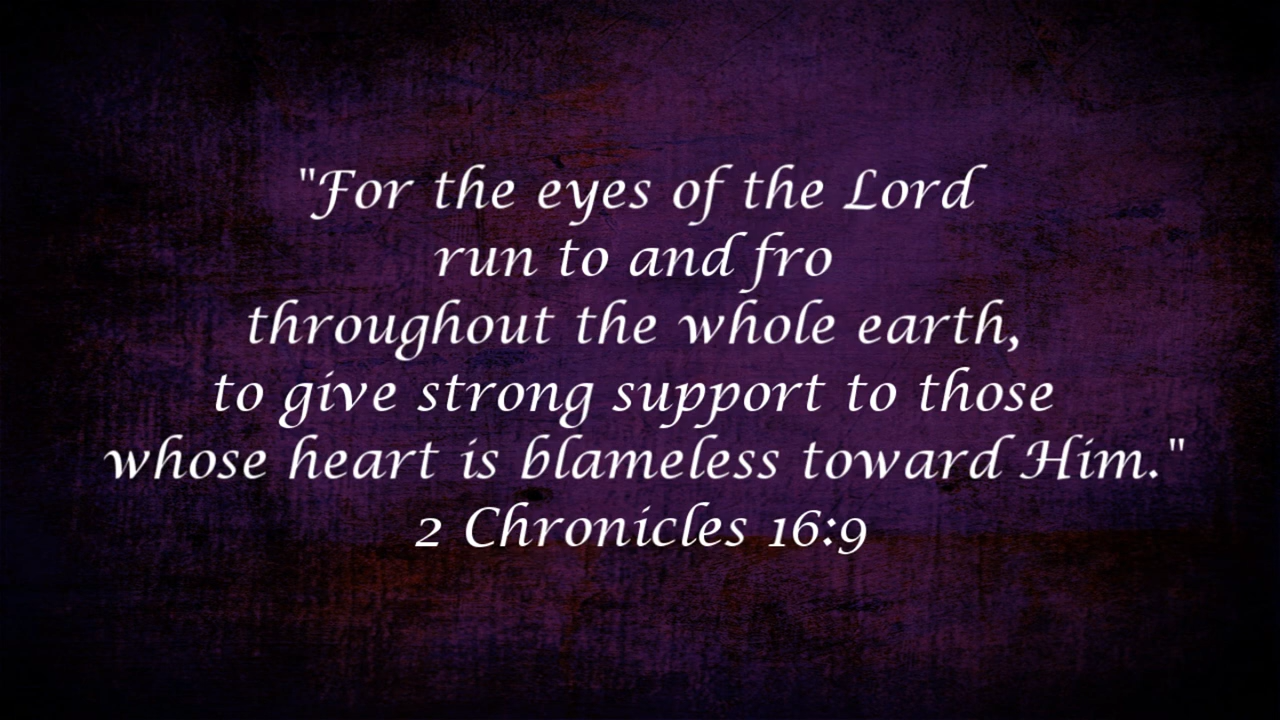 "For the eyes of the Lord
run to and fro
throughout the whole earth,
to give strong support to those
whose heart is blameless toward Him."
2 Chronicles 16:9